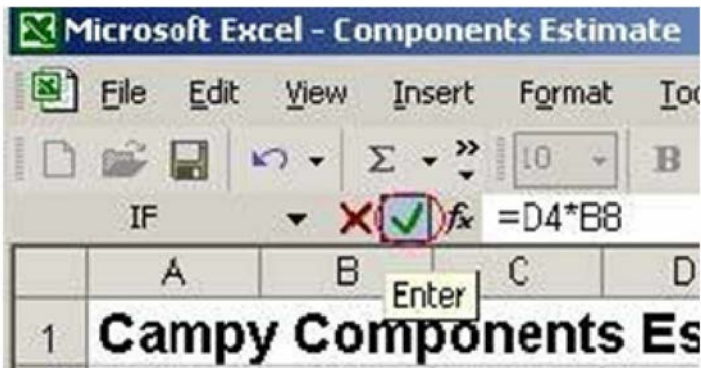 Microsoft Excel - Components Estimate
File Edit View Insert Format Too
Σ 10 B
IF fx =D4*B8
A B C D
Enter
1 Campy Components Es